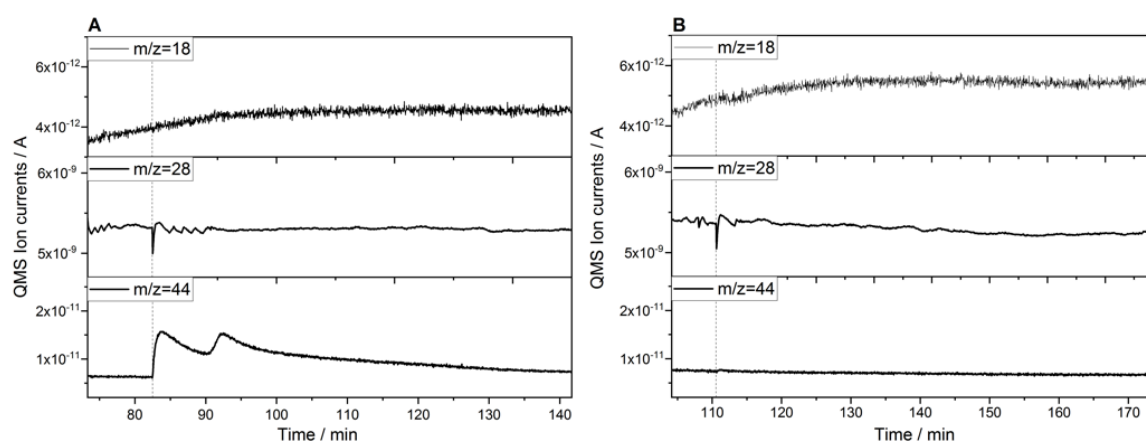 A
m/z=18
6x10⁻¹²
4x10⁻¹²
m/z=28
6x10⁻⁹
5x10⁻⁹
m/z=44
2x10⁻¹¹
1x10⁻¹¹
QMS Ion currents / A
80 90 100 110 120 130 140
Time / min
B
m/z=18
6x10⁻¹²
4x10⁻¹²
m/z=28
6x10⁻⁹
5x10⁻⁹
m/z=44
2x10⁻¹¹
1x10⁻¹¹
QMS Ion currents / A
110 120 130 140 150 160 170
Time / min